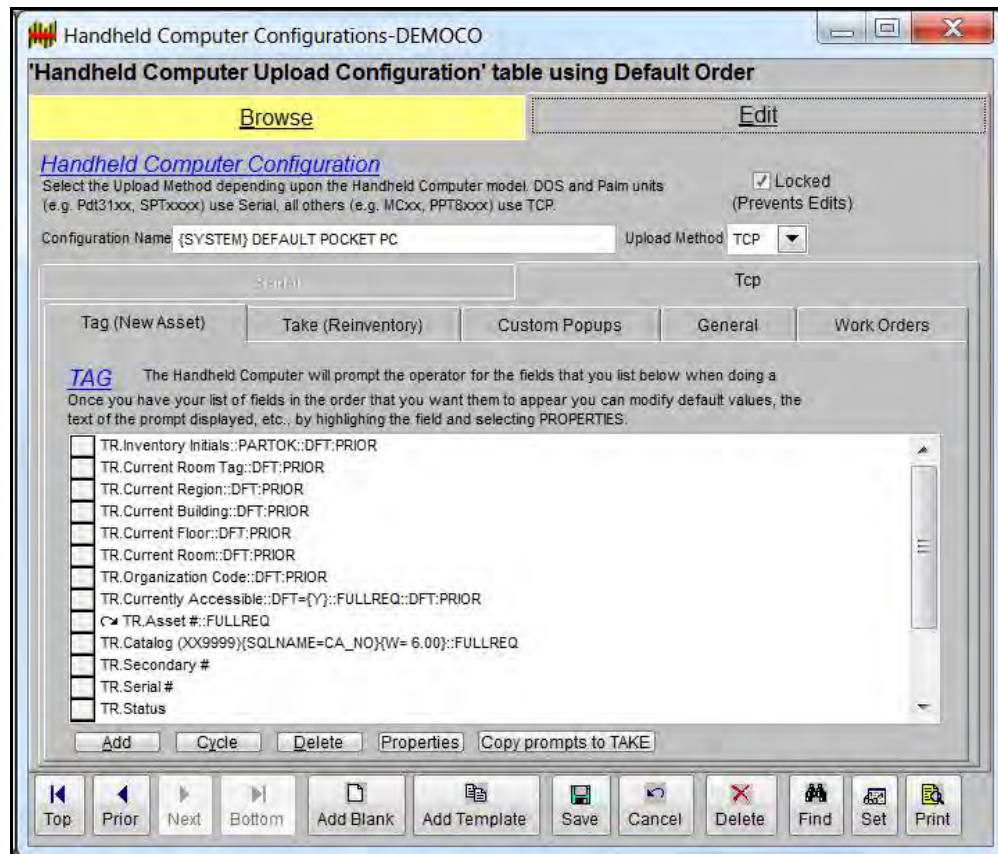 Handheld Computer Configurations-DEMOCO
'Handheld Computer Upload Configuration' table using Default Order
Browse
Edit
Handheld Computer Configuration
Select the Upload Method depending upon the Handheld Computer model. DOS and Palm units
(e.g. Pdt31xx, SPTxxxx) use Serial, all others (e.g. MCxx, PPT8xxx) use TCP.
Locked
(Prevents Edits)
Configuration Name {SYSTEM} DEFAULT POCKET PC
Upload Method TCP
Serial
Tcp
Tag (New Asset)
Take (Reinventory)
Custom Popups
General
Work Orders
TAG The Handheld Computer will prompt the operator for the fields that you list below when doing a
Once you have your list of fields in the order that you want them to appear you can modify default values, the
text of the prompt displayed, etc., by highlighing the field and selecting PROPERTIES.
TR.Inventory Initials::PARTOK::DFT:PRIOR
TR.Current Room Tag::DFT:PRIOR
TR.Current Region::DFT:PRIOR
TR.Current Building::DFT:PRIOR
TR.Current Floor::DFT:PRIOR
TR.Current Room::DFT:PRIOR
TR.Organization Code::DFT:PRIOR
TR.Currently Accessible::DFT={Y}::FULLREQ::DFT:PRIOR
TR.Asset #::FULLREQ
TR.Catalog (XX9999){SQLNAME=CA_NO}{W= 6.00}::FULLREQ
TR.Secondary #
TR.Serial #
TR.Status
Add
Cycle
Delete
Properties
Copy prompts to TAKE
Top
Prior
Next
Bottom
Add Blank
Add Template
Save
Cancel
Delete
Find
Set
Print